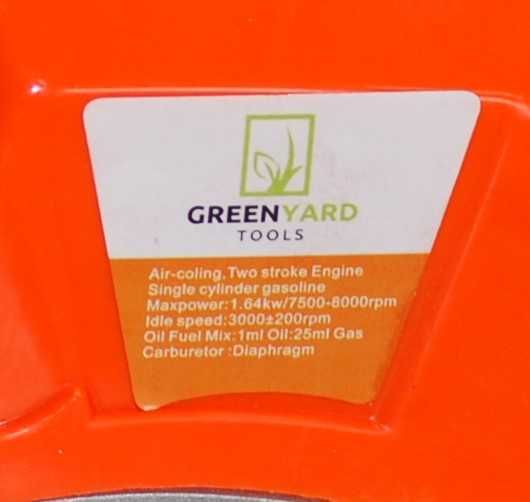 GREENYARD
TOOLS
Air-coling,Two stroke Engine
Single cylinder gasoline
Maxpower:1.64kw/7500-8000rpm
Idle speed:3000±200rpm
Oil Fuel Mix:1ml Oil:25ml Gas
Carburetor :Diaphragm